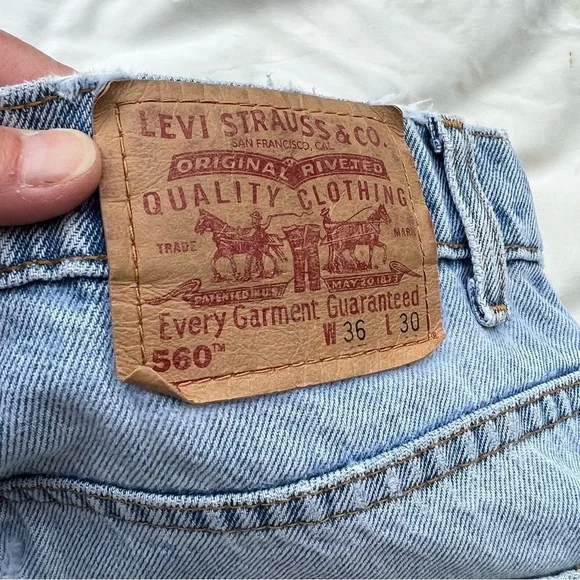 LEVI STRAUSS & CO.
SAN FRANCISCO, CAL.
ORIGINAL RIVETED
QUALITY CLOTHING
TRADE MARK
PATENTED IN U.S. MAY 20 1873
Every Garment Guaranteed
W 36 L 30
560™